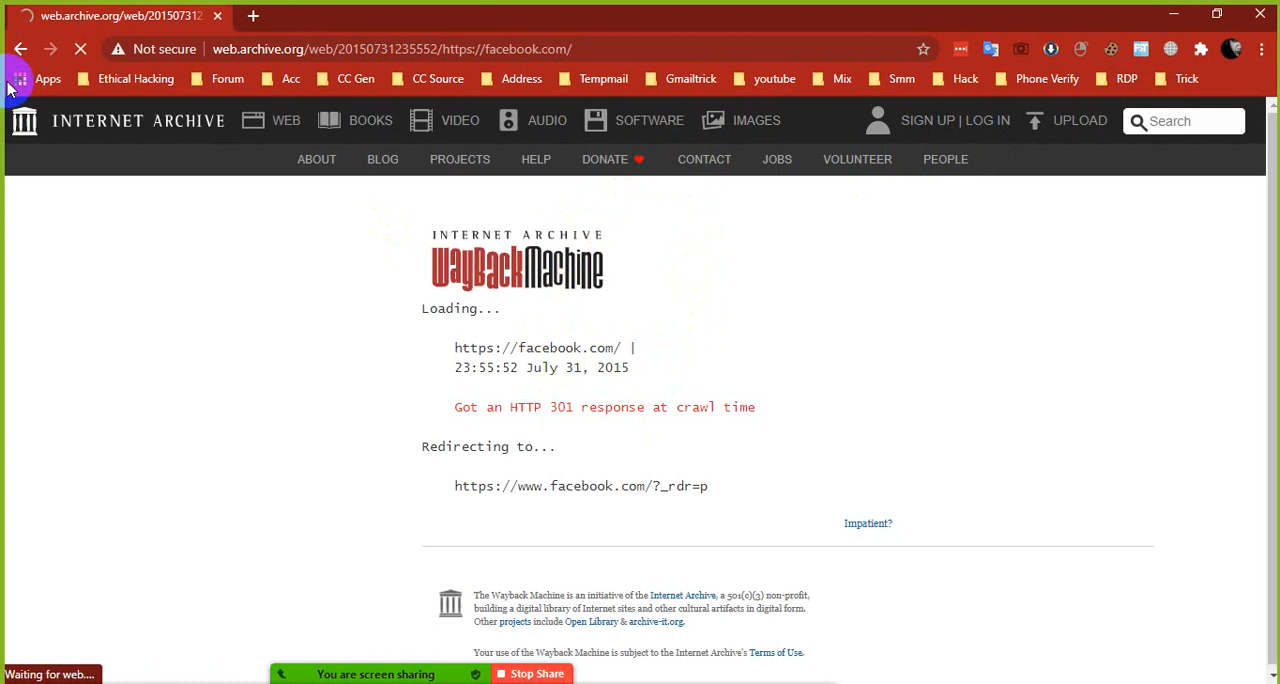 web.archive.org/web/201507312
Not secure web.archive.org/web/20150731235552/https://facebook.com/
Apps Ethical Hacking Forum Acc CC Gen CC Source Address Tempmail Gmailtrick youtube Mix Smm Hack Phone Verify RDP Trick
INTERNET ARCHIVE WEB BOOKS VIDEO AUDIO SOFTWARE IMAGES SIGN UP | LOG IN UPLOAD Search
ABOUT BLOG PROJECTS HELP DONATE CONTACT JOBS VOLUNTEER PEOPLE
INTERNET ARCHIVE
WayBackMachine
Loading...
https://facebook.com/ |
23:55:52 July 31, 2015
Got an HTTP 301 response at crawl time
Redirecting to...
https://www.facebook.com/?_rdr=p
Impatient?
The Wayback Machine is an initiative of the Internet Archive, a 501(c)(3) non-profit,
building a digital library of Internet sites and other cultural artifacts in digital form.
Other projects include Open Library & archive-it.org.
Your use of the Wayback Machine is subject to the Internet Archive's Terms of Use.
Waiting for web....
You are screen sharing Stop Share